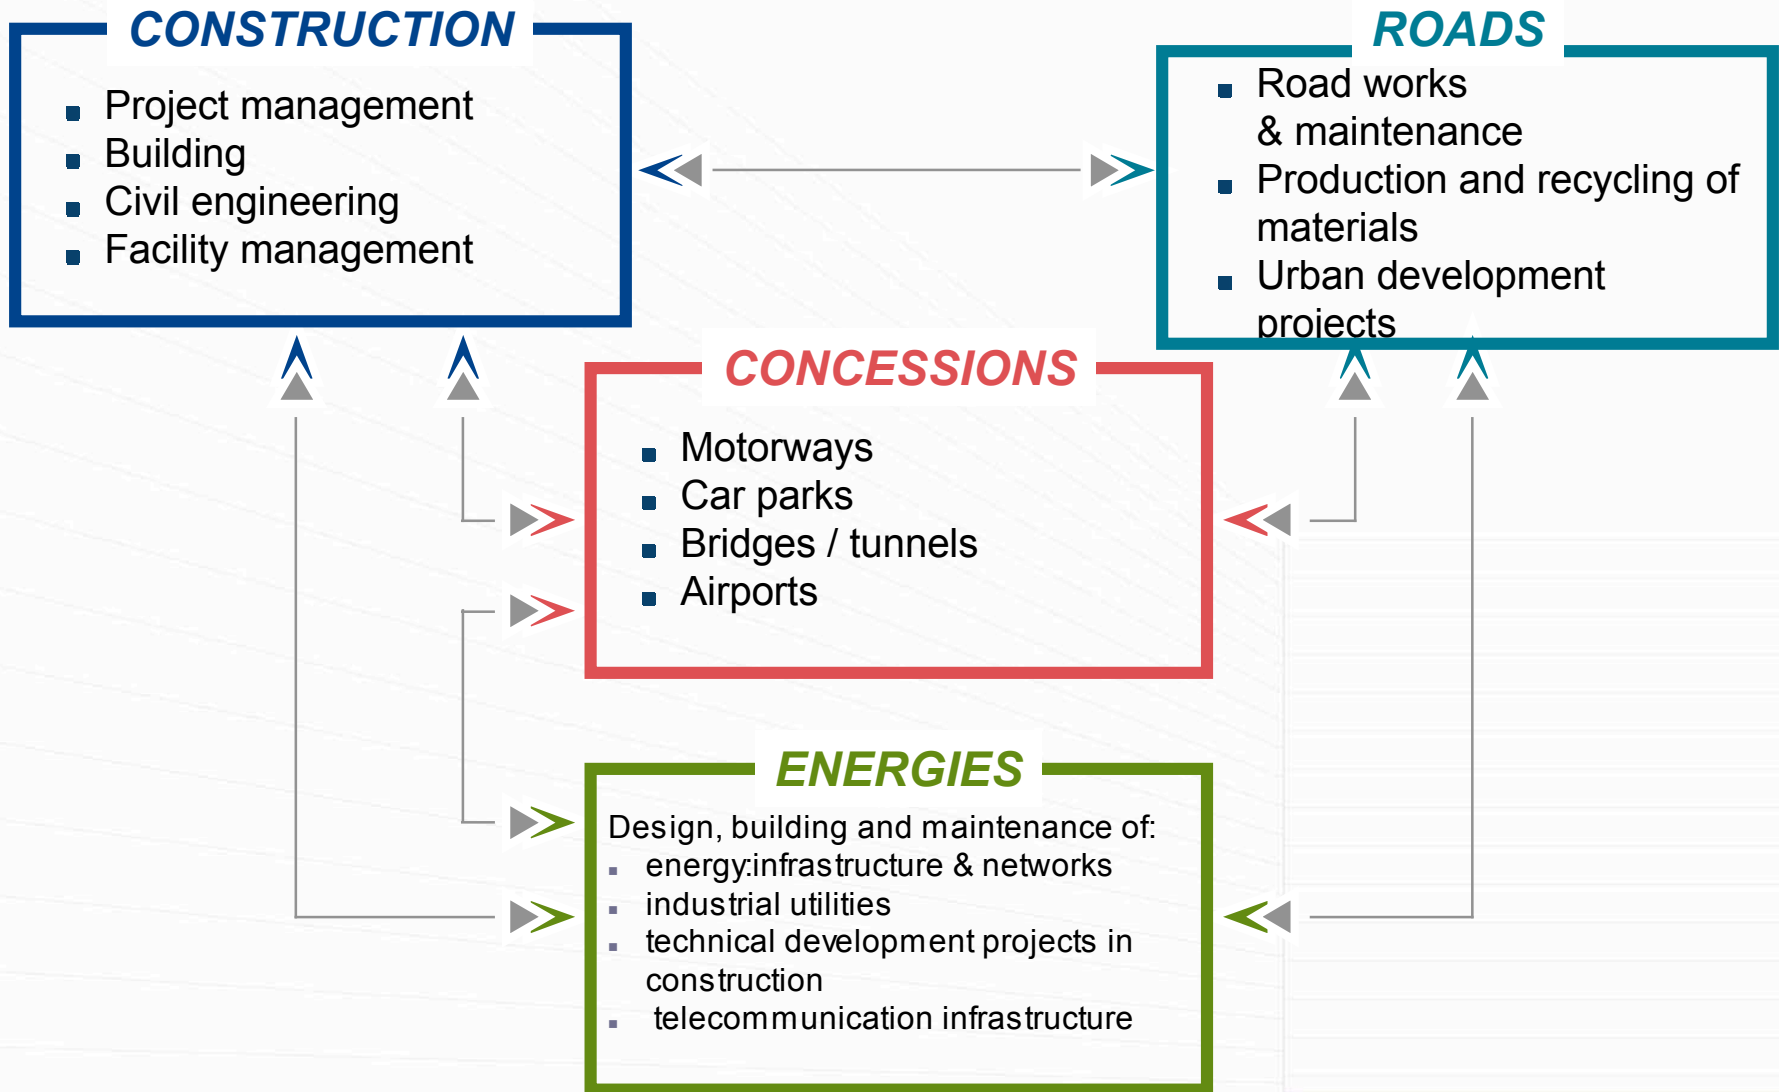 CONSTRUCTION
Project management
Building
Civil engineering
Facility management
ROADS
Road works
& maintenance
Production and recycling of
materials
Urban development
projects
CONCESSIONS
Motorways
Car parks
Bridges / tunnels
Airports
ENERGIES
Design, building and maintenance of:
energy:infrastructure & networks
industrial utilities
technical development projects in
construction
telecommunication infrastructure